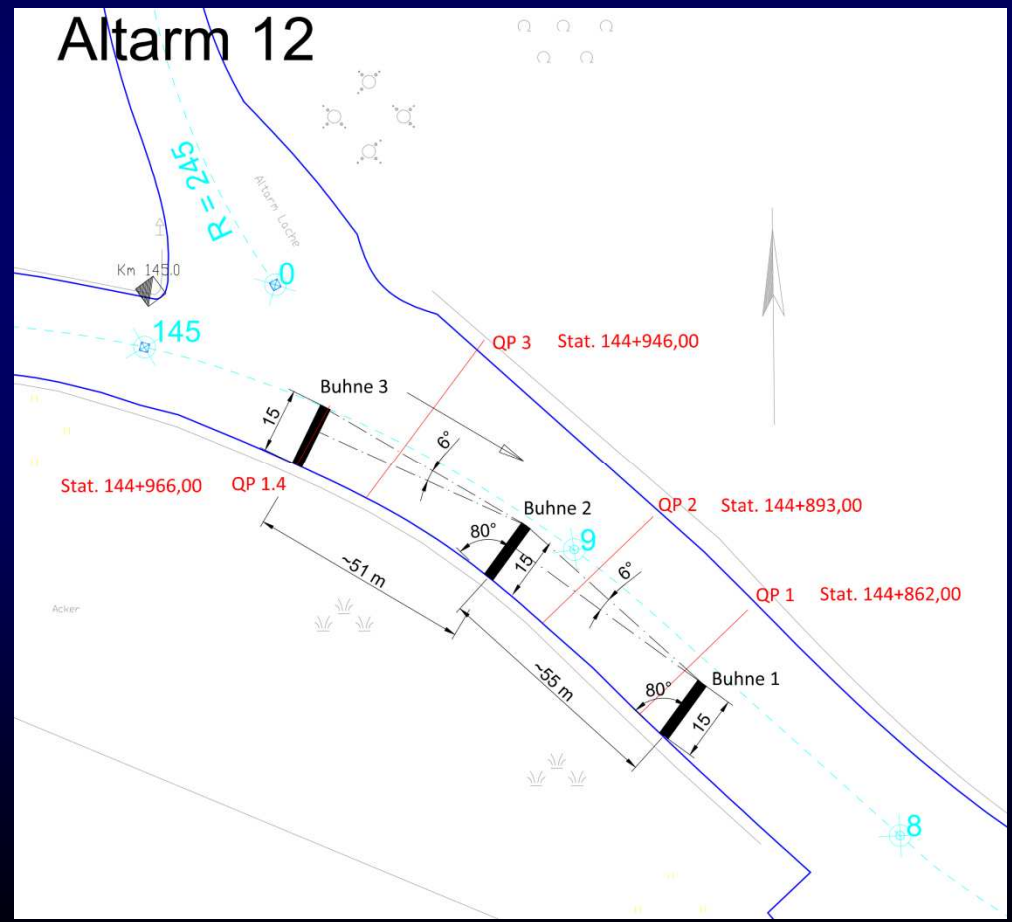 Altarm 12
R = 245
Altarm Lache
Km 145.0
0
145
QP 3 Stat. 144+946,00
Buhne 3
15
6°
Stat. 144+966,00 QP 1.4
Buhne 2
QP 2 Stat. 144+893,00
80°
9
15
~51 m
6°
QP 1 Stat. 144+862,00
Acker
Buhne 1
80°
~55 m
15
8